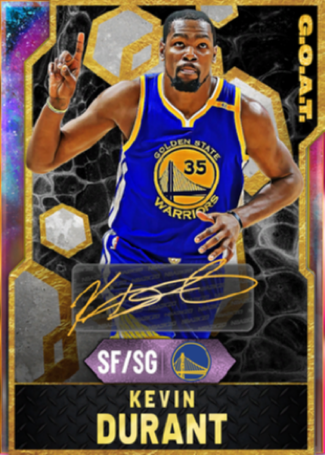 G.O.A.T.
GOLDEN STATE
35
WARRIORS
SF/SG
KEVIN
DURANT